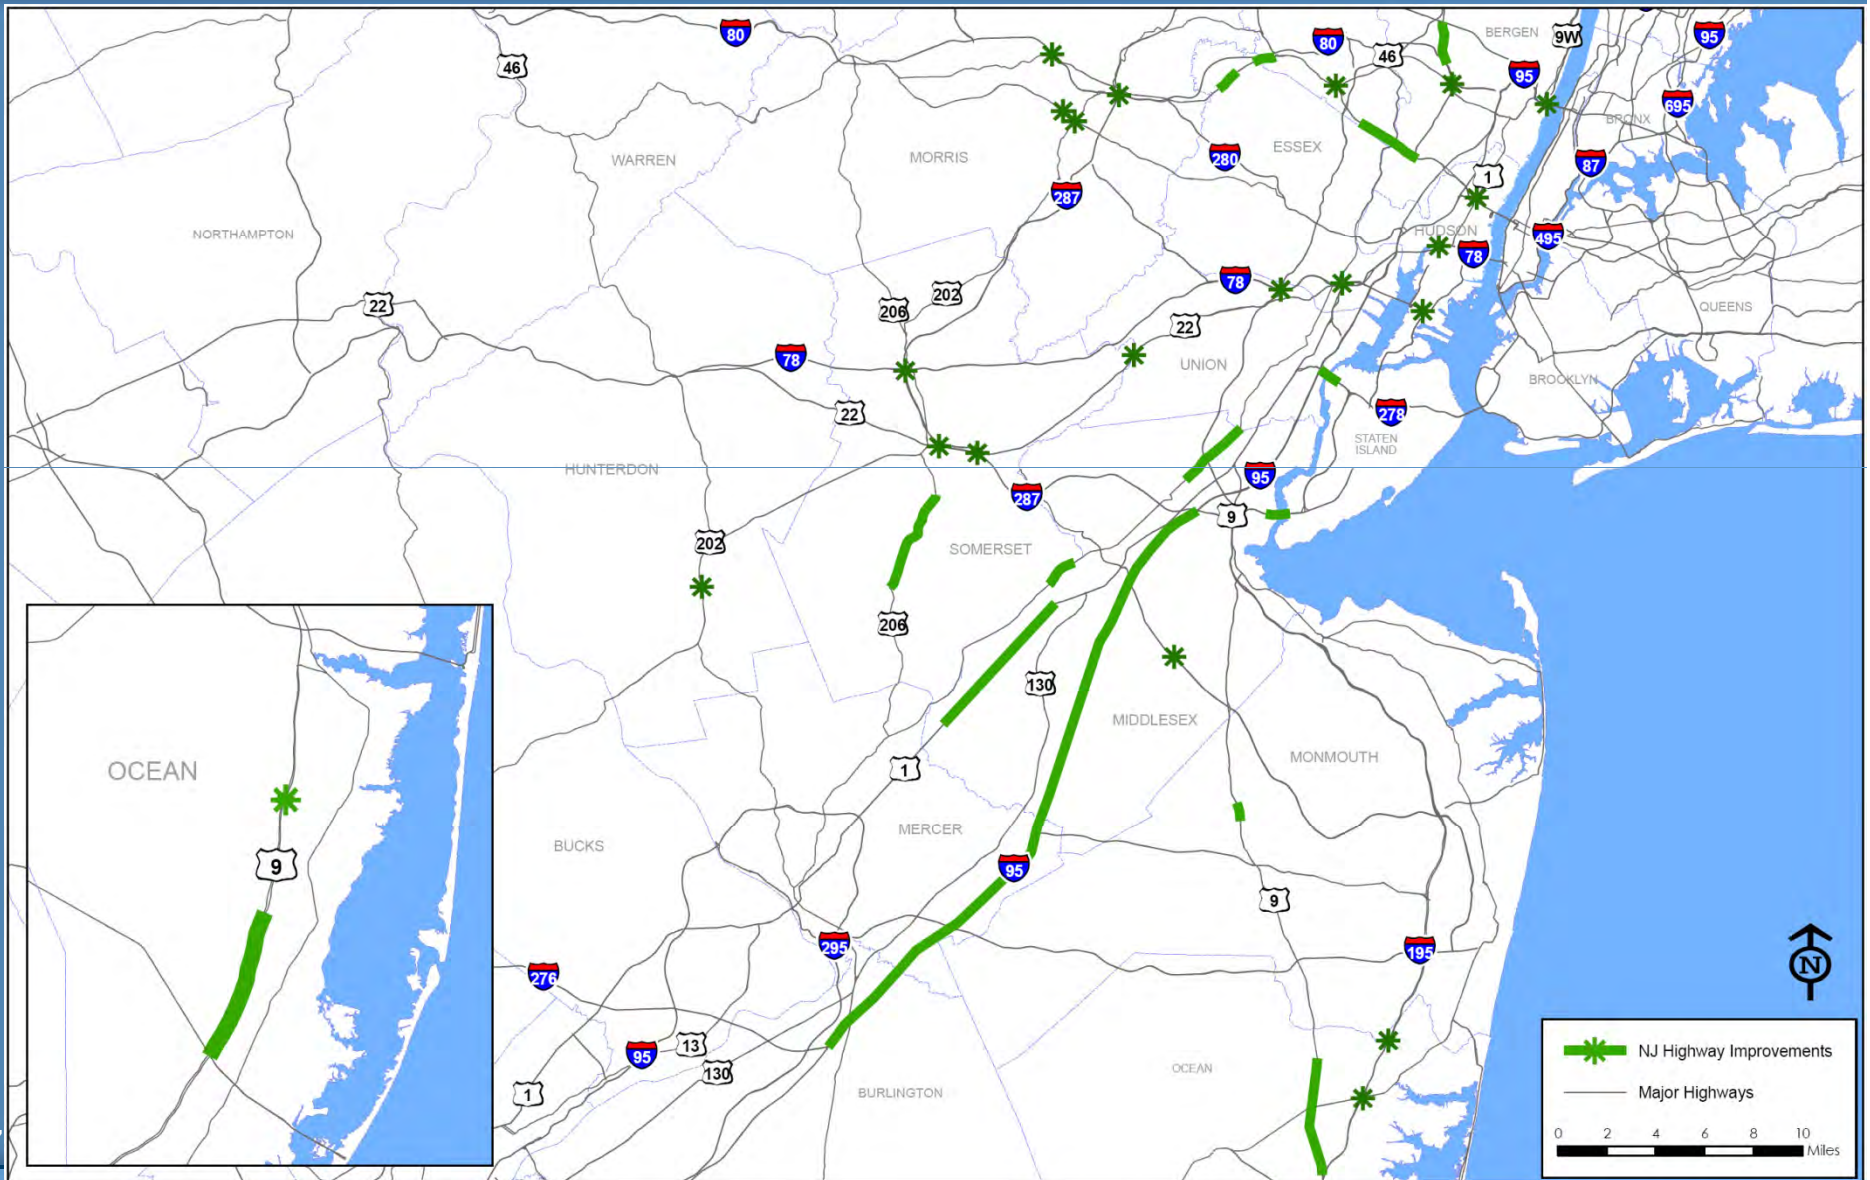 80
46
80
46
BERGEN
9W
95
95
695
BRONX
87
WARREN
MORRIS
280
ESSEX
287
1
NORTHAMPTON
HUDSON
495
78
22
206
202
78
22
QUEENS
78
UNION
BROOKLYN
22
278
STATEN
ISLAND
HUNTERDON
287
95
9
202
SOMERSET
206
130
MIDDLESEX
MONMOUTH
OCEAN
1
9
BUCKS
MERCER
95
9
295
195
276
95
13
130
1
BURLINGTON
OCEAN
N
NJ Highway Improvements
Major Highways
0 2 4 6 8 10
Miles